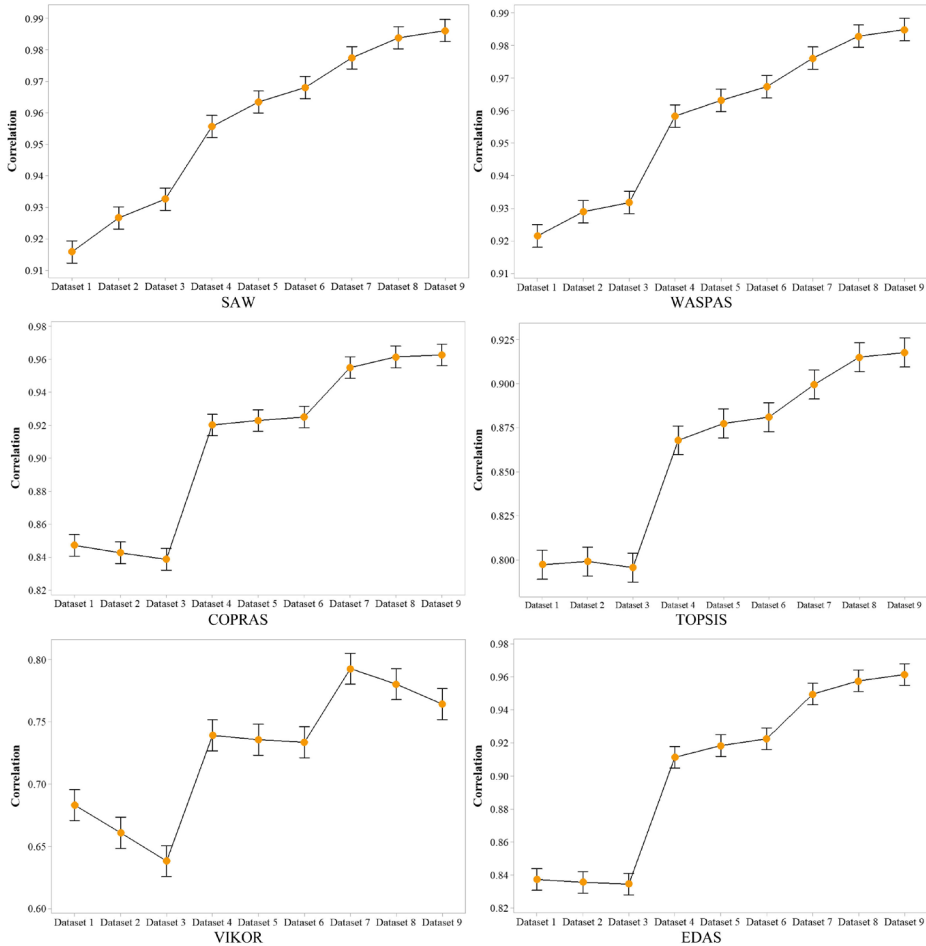 0.99
0.98
0.97
0.96
0.95
0.94
0.93
0.92
0.91
Correlation
Dataset 1 Dataset 2 Dataset 3 Dataset 4 Dataset 5 Dataset 6 Dataset 7 Dataset 8 Dataset 9
SAW
0.99
0.98
0.97
0.96
0.95
0.94
0.93
0.92
0.91
Correlation
Dataset 1 Dataset 2 Dataset 3 Dataset 4 Dataset 5 Dataset 6 Dataset 7 Dataset 8 Dataset 9
WASPAS
0.98
0.96
0.94
0.92
0.90
0.88
0.86
0.84
0.82
Correlation
Dataset 1 Dataset 2 Dataset 3 Dataset 4 Dataset 5 Dataset 6 Dataset 7 Dataset 8 Dataset 9
COPRAS
0.925
0.900
0.875
0.850
0.825
0.800
Correlation
Dataset 1 Dataset 2 Dataset 3 Dataset 4 Dataset 5 Dataset 6 Dataset 7 Dataset 8 Dataset 9
TOPSIS
0.80
0.75
0.70
0.65
0.60
Correlation
Dataset 1 Dataset 2 Dataset 3 Dataset 4 Dataset 5 Dataset 6 Dataset 7 Dataset 8 Dataset 9
VIKOR
0.98
0.96
0.94
0.92
0.90
0.88
0.86
0.84
0.82
Correlation
Dataset 1 Dataset 2 Dataset 3 Dataset 4 Dataset 5 Dataset 6 Dataset 7 Dataset 8 Dataset 9
EDAS